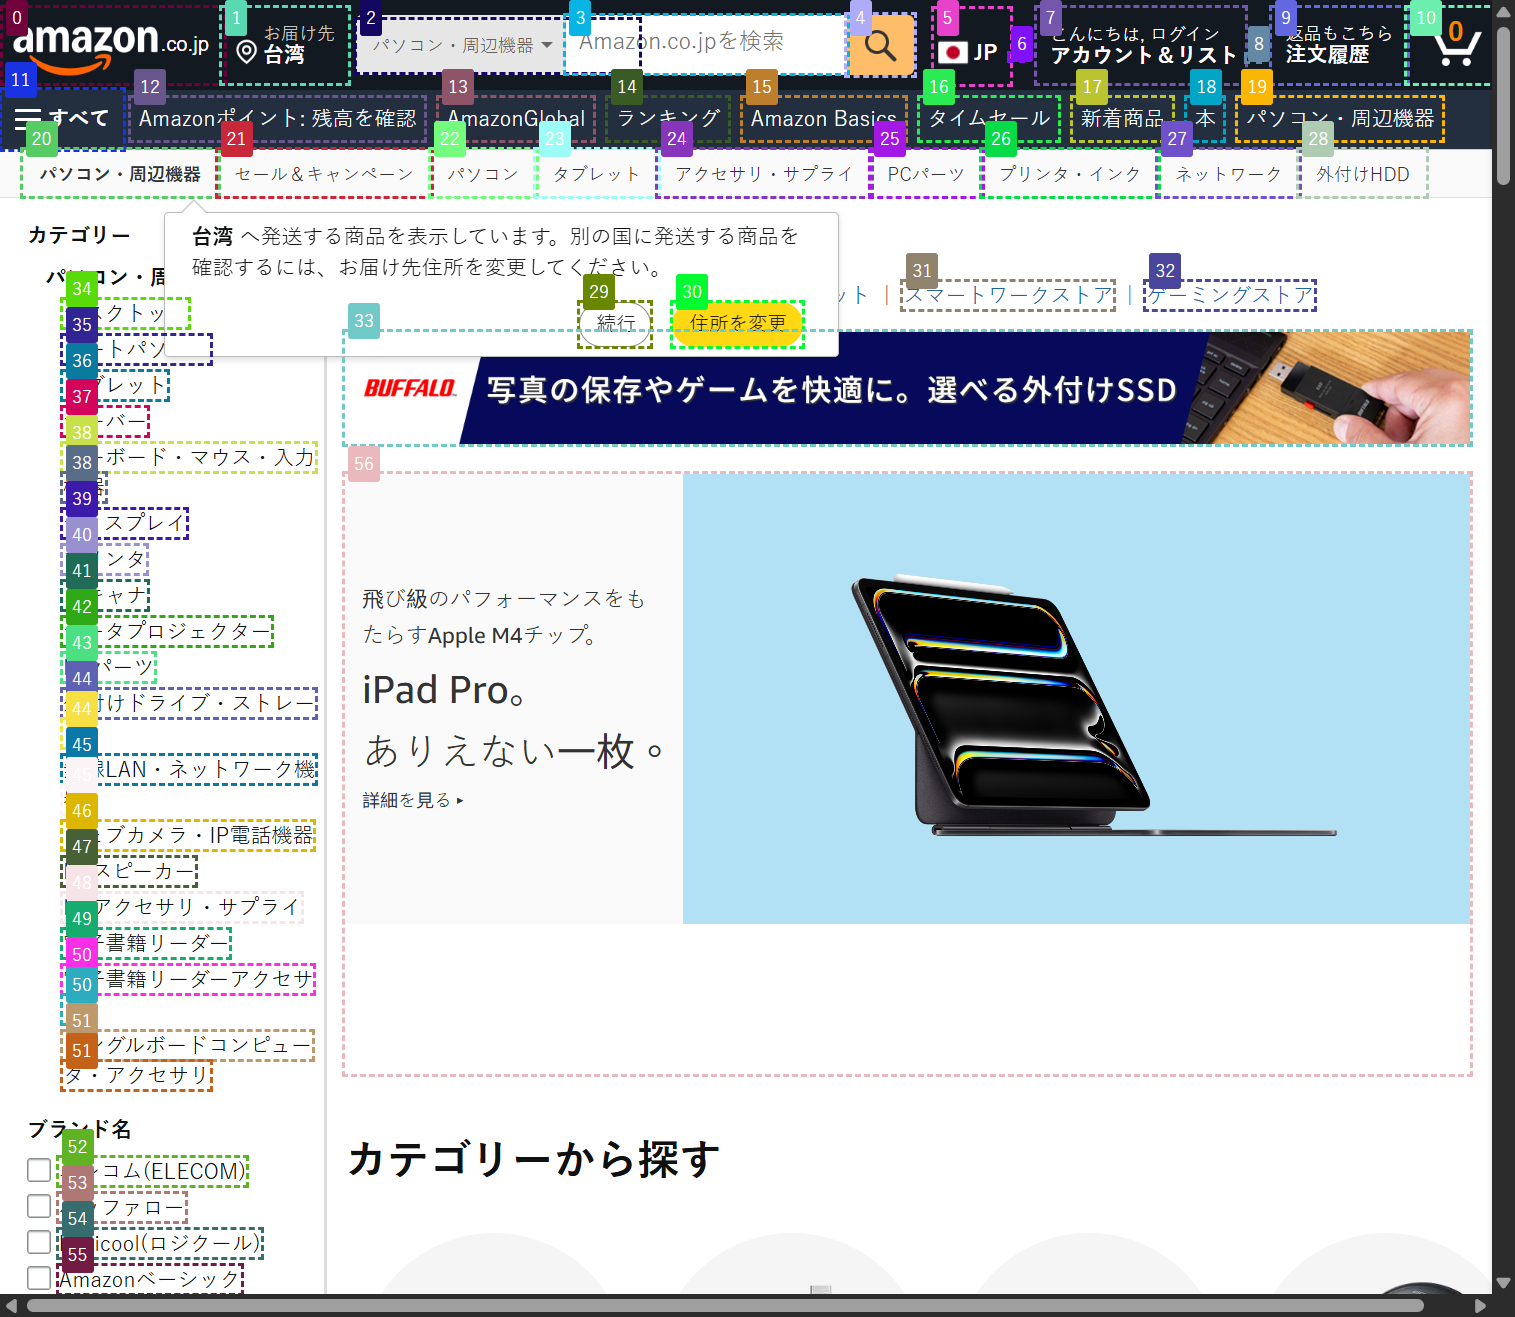 amazon.co.jp
お届け先
台湾
パソコン・周辺機器
Amazon.co.jpを検索
JP
こんにちは, ログイン
アカウント＆リスト
返品もこちら
注文履歴
0
すべて
Amazonポイント: 残高を確認
AmazonGlobal
ランキング
Amazon Basics
タイムセール
新着商品
本
パソコン・周辺機器
パソコン・周辺機器
セール＆キャンペーン
パソコン
タブレット
アクセサリ・サプライ
PCパーツ
プリンタ・インク
ネットワーク
外付けHDD
台湾 へ発送する商品を表示しています。別の国に発送する商品を
確認するには、お届け先住所を変更してください。
続行
住所を変更
スマートワークストア
ゲーミングストア
BUFFALO
写真の保存やゲームを快適に。選べる外付けSSD
飛び級のパフォーマンスをも
たらすApple M4チップ。
iPad Pro。
ありえない一枚。
詳細を見る ▸
カテゴリーから探す
カテゴリー
ボード・マウス・入力
スプレイ
タプロジェクター
パーツ
付けドライブ・ストレー
LAN・ネットワーク機
ブカメラ・IP電話機器
スピーカー
アクセサリ・サプライ
子書籍リーダー
子書籍リーダーアクセサ
ングルボードコンピュー
タ・アクセサリ
ブランド名
コム(ELECOM)
ファロー
icool(ロジクール)
Amazonベーシック
0
1
2
3
4
5
6
7
8
9
10
11
12
13
14
15
16
17
18
19
20
21
22
23
24
25
26
27
28
29
30
31
32
33
34
35
36
37
38
38
39
40
41
42
43
44
44
45
45
46
47
48
49
50
50
51
51
52
53
54
55
56